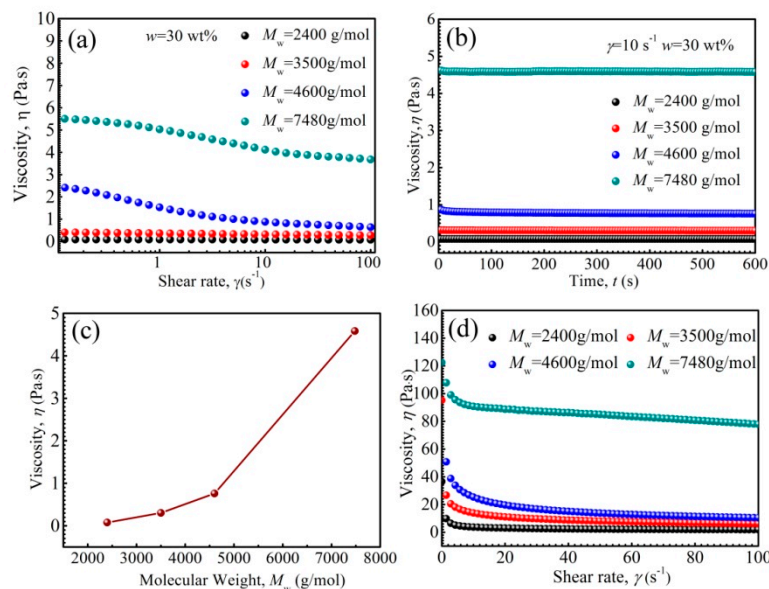 (a)
w=30 wt%
Mw=2400 g/mol
Mw=3500g/mol
Mw=4600 g/mol
Mw=7480g/mol
10
9
8
7
6
5
4
3
2
1
0
Viscosity, η (Pa·s)
1 10 100
Shear rate, γ(s⁻¹)
(b)
γ=10 s⁻¹ w=30 wt%
Mw=2400 g/mol
Mw=3500 g/mol
Mw=4600 g/mol
Mw=7480 g/mol
6
5
4
3
2
1
0
Viscosity, η (Pa·s)
0 100 200 300 400 500 600
Time, t (s)
(c)
5
4
3
2
1
0
Viscosity, η (Pa·s)
2000 3000 4000 5000 6000 7000 8000
Molecular Weight, Mw (g/mol)
(d)
Mw=2400g/mol Mw=3500g/mol
Mw=4600g/mol Mw=7480g/mol
160
140
120
100
80
60
40
20
0
Viscosity, η (Pa·s)
0 20 40 60 80 100
Shear rate, γ(s⁻¹)